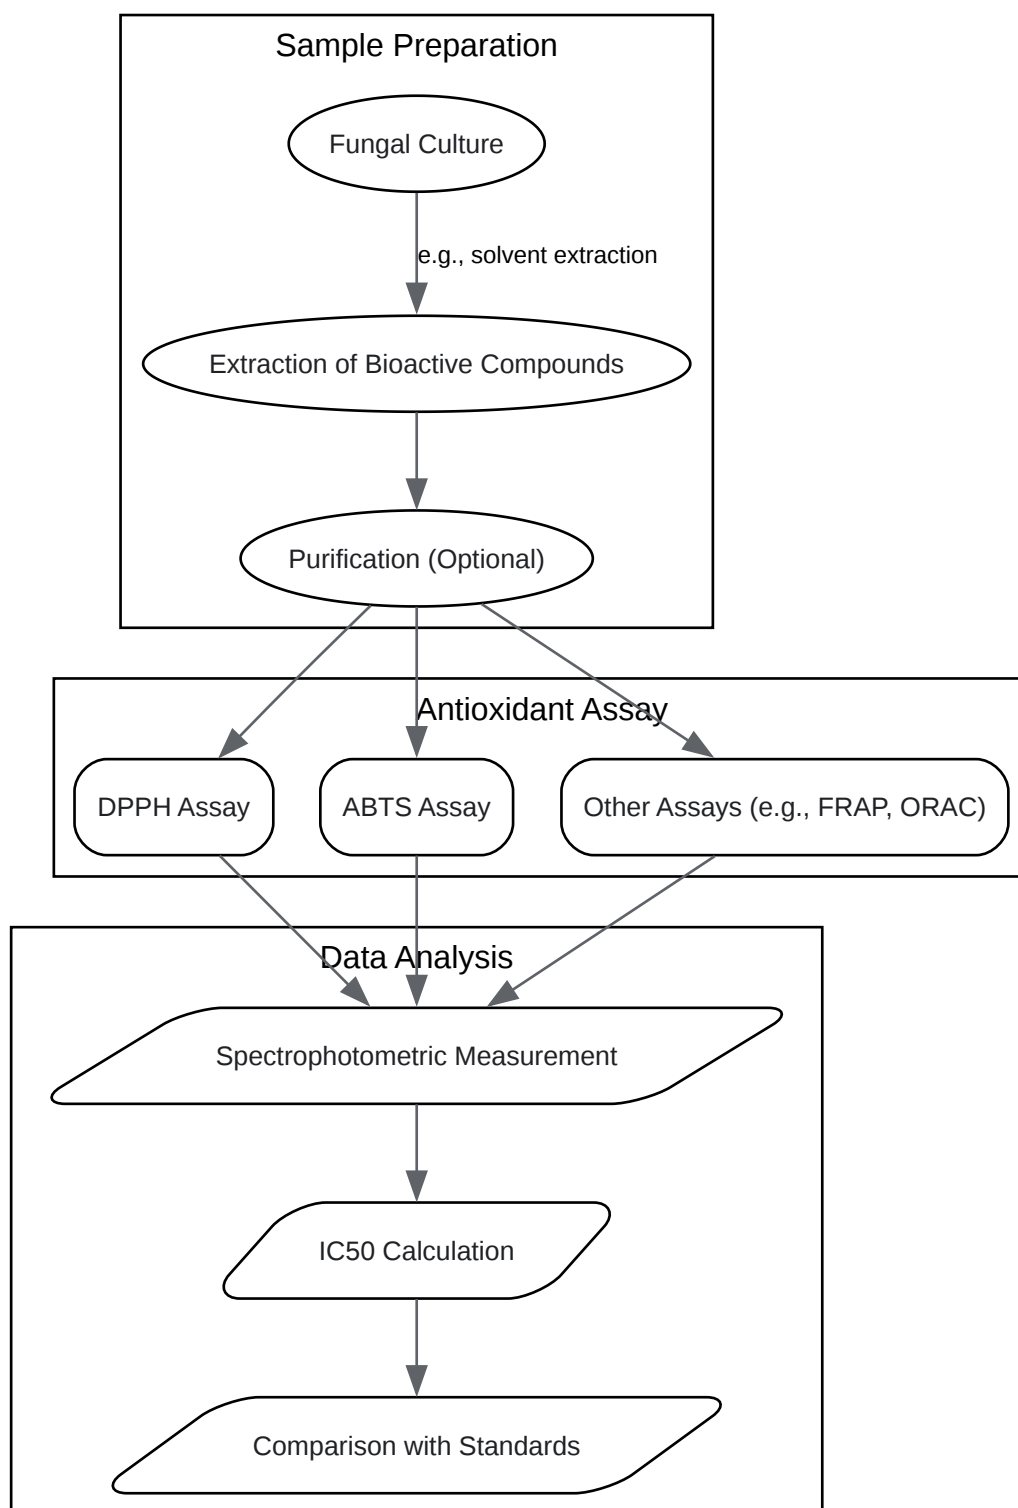 Sample Preparation
Fungal Culture
e.g., solvent extraction
Extraction of Bioactive Compounds
Purification (Optional)
Antioxidant Assay
DPPH Assay
ABTS Assay
Other Assays (e.g., FRAP, ORAC)
Data Analysis
Spectrophotometric Measurement
IC50 Calculation
Comparison with Standards